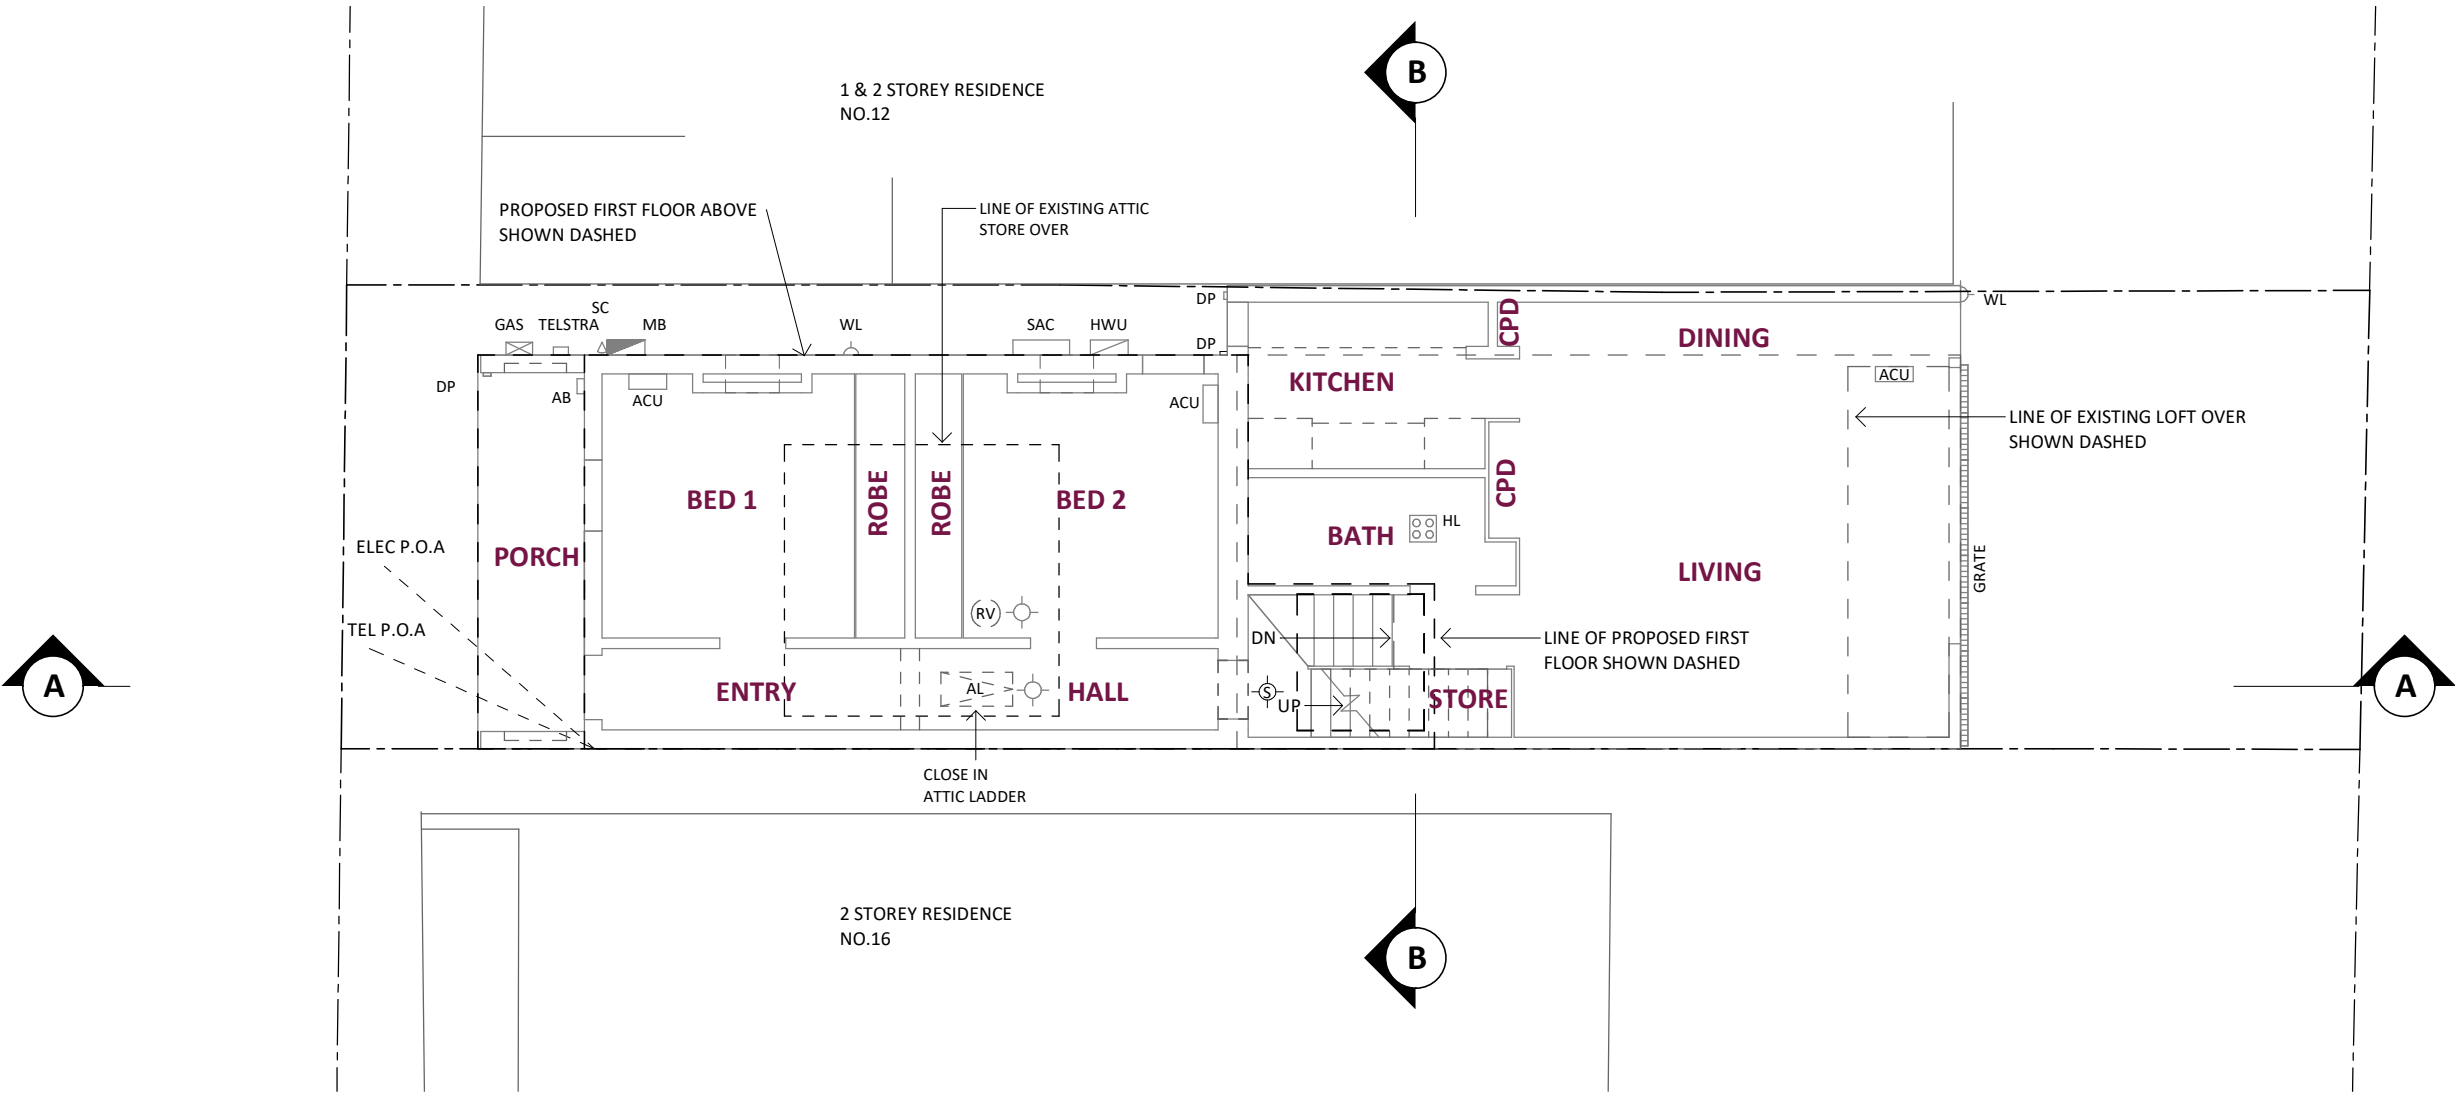 B
1 & 2 STOREY RESIDENCE
NO.12
PROPOSED FIRST FLOOR ABOVE
SHOWN DASHED
LINE OF EXISTING ATTIC
STORE OVER
SC
GAS
TELSTRA
MB
WL
SAC
HWU
DP
DP
CPD
DINING
WL
DP
AB
ACU
ACU
KITCHEN
ACU
LINE OF EXISTING LOFT OVER
SHOWN DASHED
BED 1
ROBE
ROBE
BED 2
CPD
BATH
HL
ELEC P.O.A
PORCH
LIVING
GRATE
TEL P.O.A
RV
DN
LINE OF PROPOSED FIRST
FLOOR SHOWN DASHED
A
ENTRY
AL
HALL
S
UP
STORE
A
CLOSE IN
ATTIC LADDER
2 STOREY RESIDENCE
NO.16
B